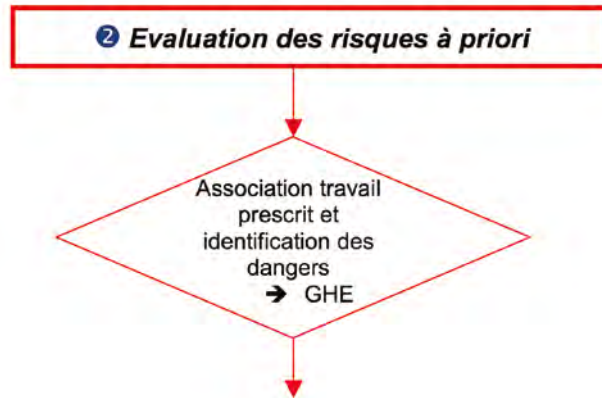 ❷ Evaluation des risques à priori
Association travail
prescrit et
identification des
dangers
➔ GHE